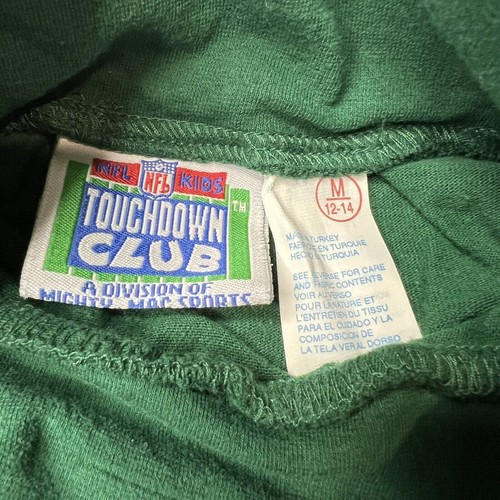 NFL KIDS
NFL
TOUCHDOWN
TM
CLUB
A DIVISION OF
MIGHTY-MAC SPORTS
M
12-14
MADE IN TURKEY
FABRIQUÉ EN TURQUIE
HECHO EN TURQUIA
SEE REVERSE FOR CARE
AND FABRIC CONTENTS
VOIR AU VERSO
POUR LA NATURE ET
L'ENTRETIEN DU TISSU
PARA EL CUIDADO Y LA
COMPOSICION DE
LA TELA VER AL DORSO